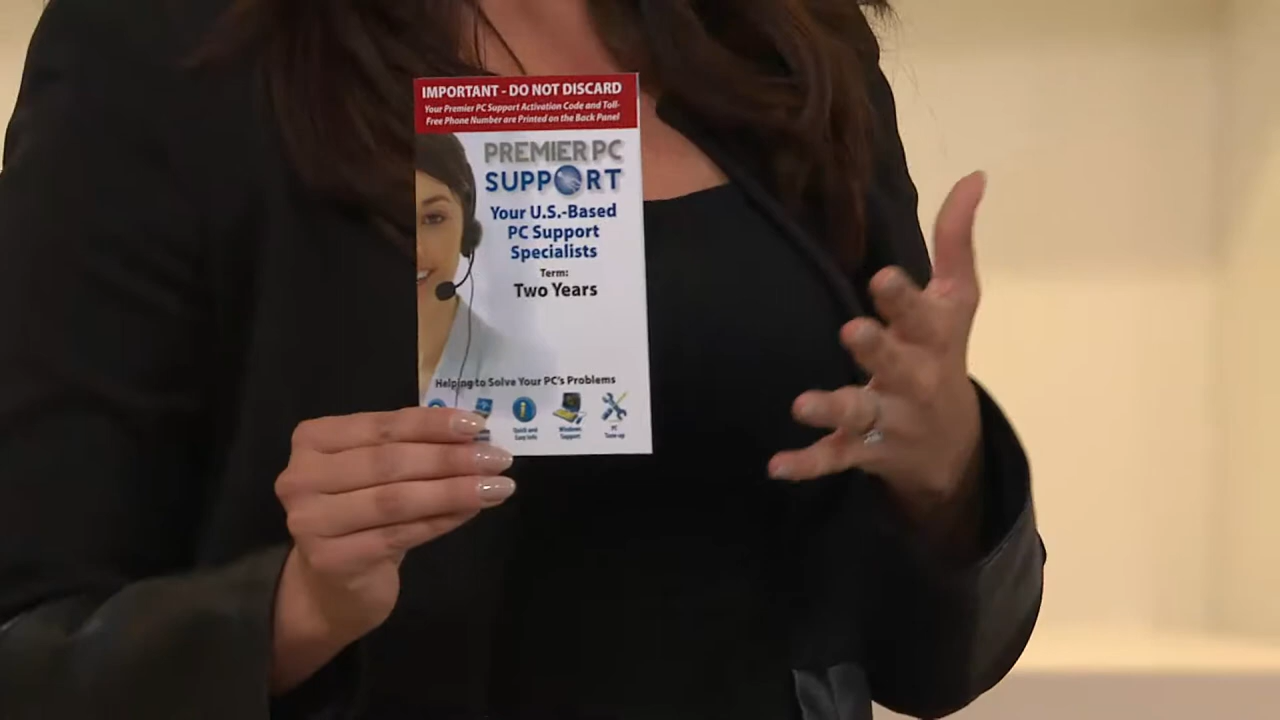 IMPORTANT - DO NOT DISCARD
Your Premier PC Support Activation Code and Toll-
Free Phone Number are Printed on the Back Panel
PREMIER PC
SUPPORT
Your U.S.-Based
PC Support
Specialists
Term:
Two Years
Helping to Solve Your PC's Problems
Quick and
Easy Info
Windows
Support
PC
Tune-up